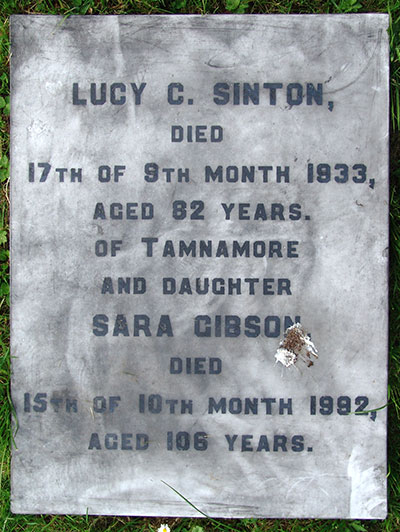 LUCY C. SINTON,
DIED
17TH OF 9TH MONTH 1933,
AGED 82 YEARS.
OF TAMNAMORE
AND DAUGHTER
SARA GIBSON,
DIED
15TH OF 10TH MONTH 1992,
AGED 106 YEARS.